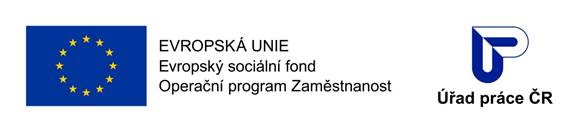 EVROPSKÁ UNIE
Evropský sociální fond
Operační program Zaměstnanost
Úřad práce ČR